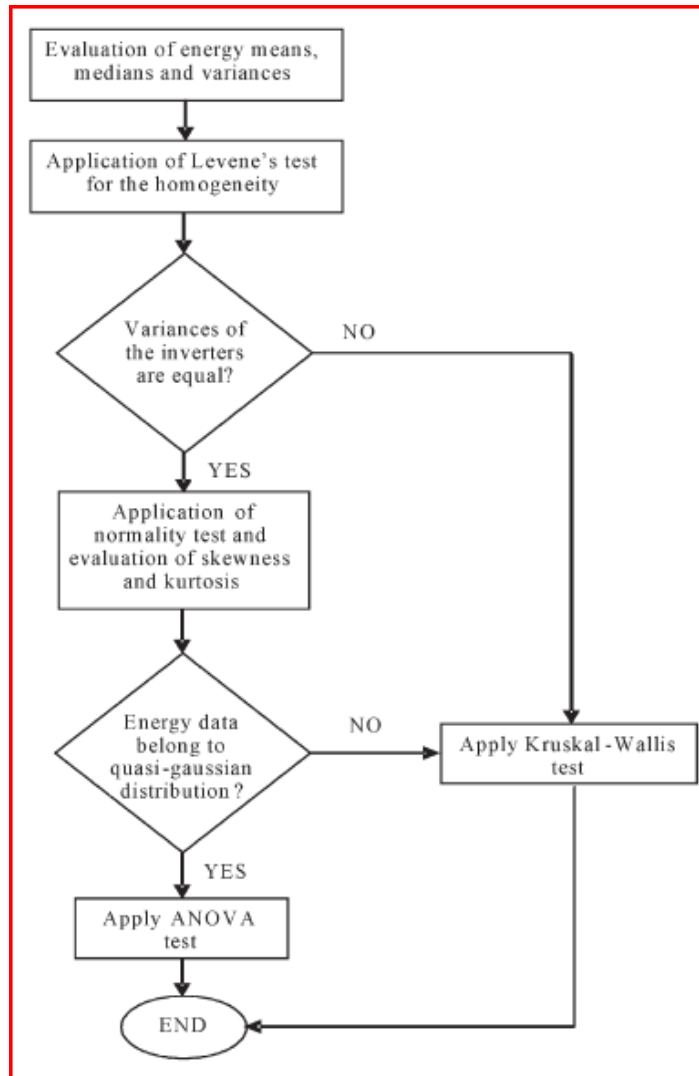 Evaluation of energy means,
medians and variances
Application of Levene's test
for the homogeneity
Variances of
the inverters
are equal?
NO
YES
Application of
normality test and
evaluation of skewness
and kurtosis
Energy data
belong to
quasi-gaussian
distribution?
NO
Apply Kruskal-Wallis
test
YES
Apply ANOVA
test
END